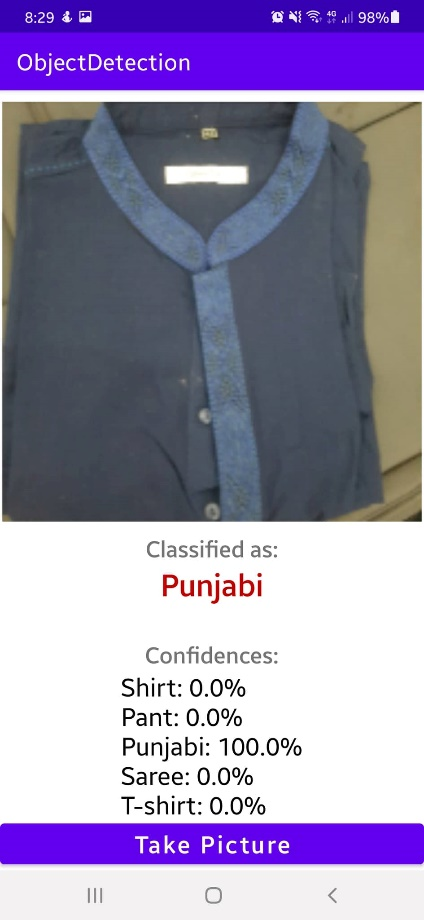 8:29 98%
ObjectDetection
Classified as:
Punjabi
Confidences:
Shirt: 0.0%
Pant: 0.0%
Punjabi: 100.0%
Saree: 0.0%
T-shirt: 0.0%
Take Picture